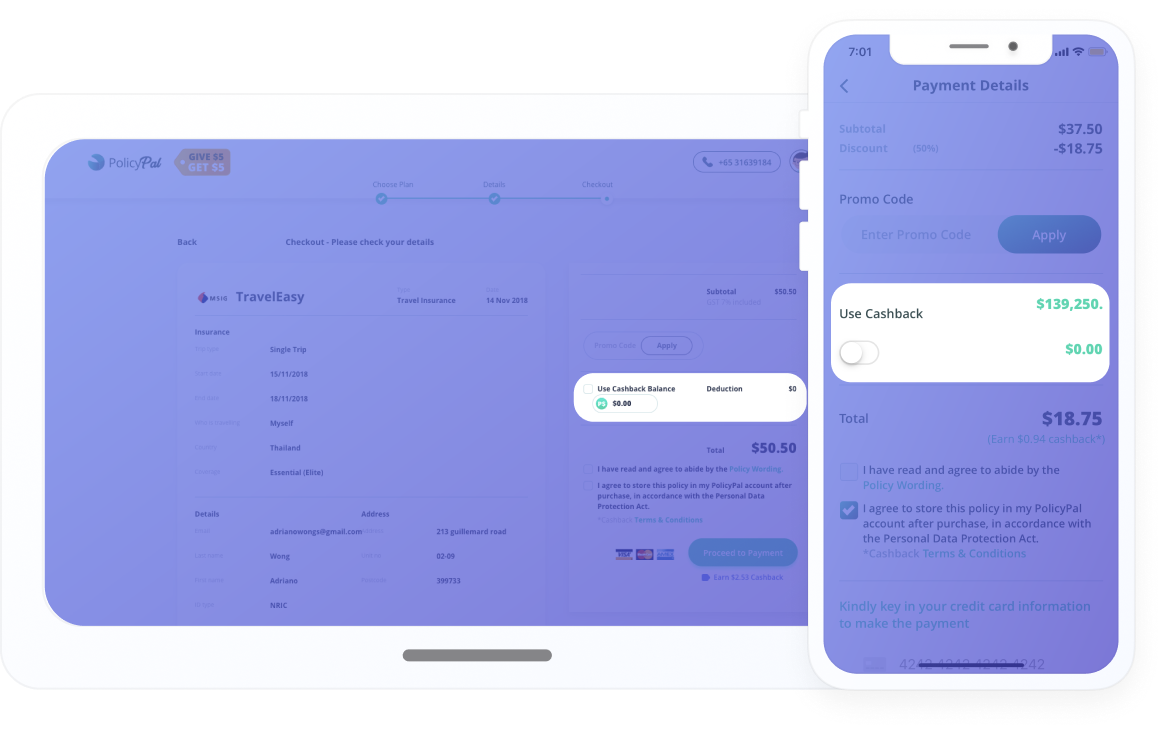 PolicyPal
GIVE $5
GET $5
+65 31639184
Choose Plan
Details
Checkout
Back
Checkout - Please check your details
MSIG TravelEasy
Travel Insurance
14 Nov 2018
Insurance
Single Trip
15/11/2018
18/11/2018
Myself
Thailand
Essential (Elite)
Details
Address
adrianowongs@gmail.com
213 guillemard road
Wong
02-09
Adriano
399733
NRIC
Subtotal
$50.50
Promo Code
Apply
Use Cashback Balance
Deduction
$0
$0.00
Total
$50.50
I have read and agree to abide by the Policy Wording.
I agree to store this policy in my PolicyPal account after
purchase, in accordance with the Personal Data
Protection Act.
*Cashback Terms & Conditions
VISA
Proceed to Payment
Earn $2.53 Cashback
7:01
Payment Details
Subtotal
$37.50
Discount (50%)
-$18.75
Promo Code
Enter Promo Code
Apply
Use Cashback
$139,250.
$0.00
Total
$18.75
(Earn $0.94 cashback*)
I have read and agree to abide by the
Policy Wording.
I agree to store this policy in my PolicyPal
account after purchase, in accordance with
the Personal Data Protection Act.
*Cashback Terms & Conditions
Kindly key in your credit card information
to make the payment
4242 4242 4242 4242